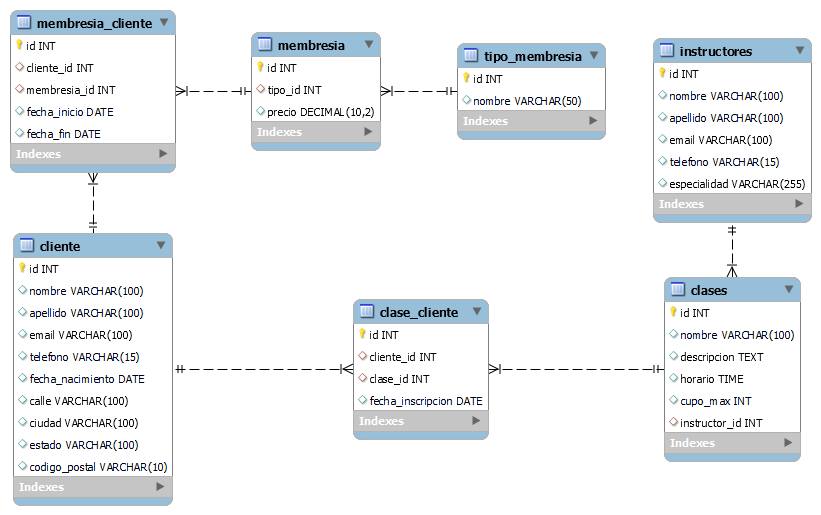 membresia_cliente
id INT
cliente_id INT
membresia_id INT
fecha_inicio DATE
fecha_fin DATE
Indexes
membresia
id INT
tipo_id INT
precio DECIMAL(10,2)
Indexes
tipo_membresia
id INT
nombre VARCHAR(50)
Indexes
instructores
id INT
nombre VARCHAR(100)
apellido VARCHAR(100)
email VARCHAR(100)
telefono VARCHAR(15)
especialidad VARCHAR(255)
Indexes
cliente
id INT
nombre VARCHAR(100)
apellido VARCHAR(100)
email VARCHAR(100)
telefono VARCHAR(15)
fecha_nacimiento DATE
calle VARCHAR(100)
ciudad VARCHAR(100)
estado VARCHAR(100)
codigo_postal VARCHAR(10)
Indexes
clase_cliente
id INT
cliente_id INT
clase_id INT
fecha_inscripcion DATE
Indexes
clases
id INT
nombre VARCHAR(100)
descripcion TEXT
horario TIME
cupo_max INT
instructor_id INT
Indexes